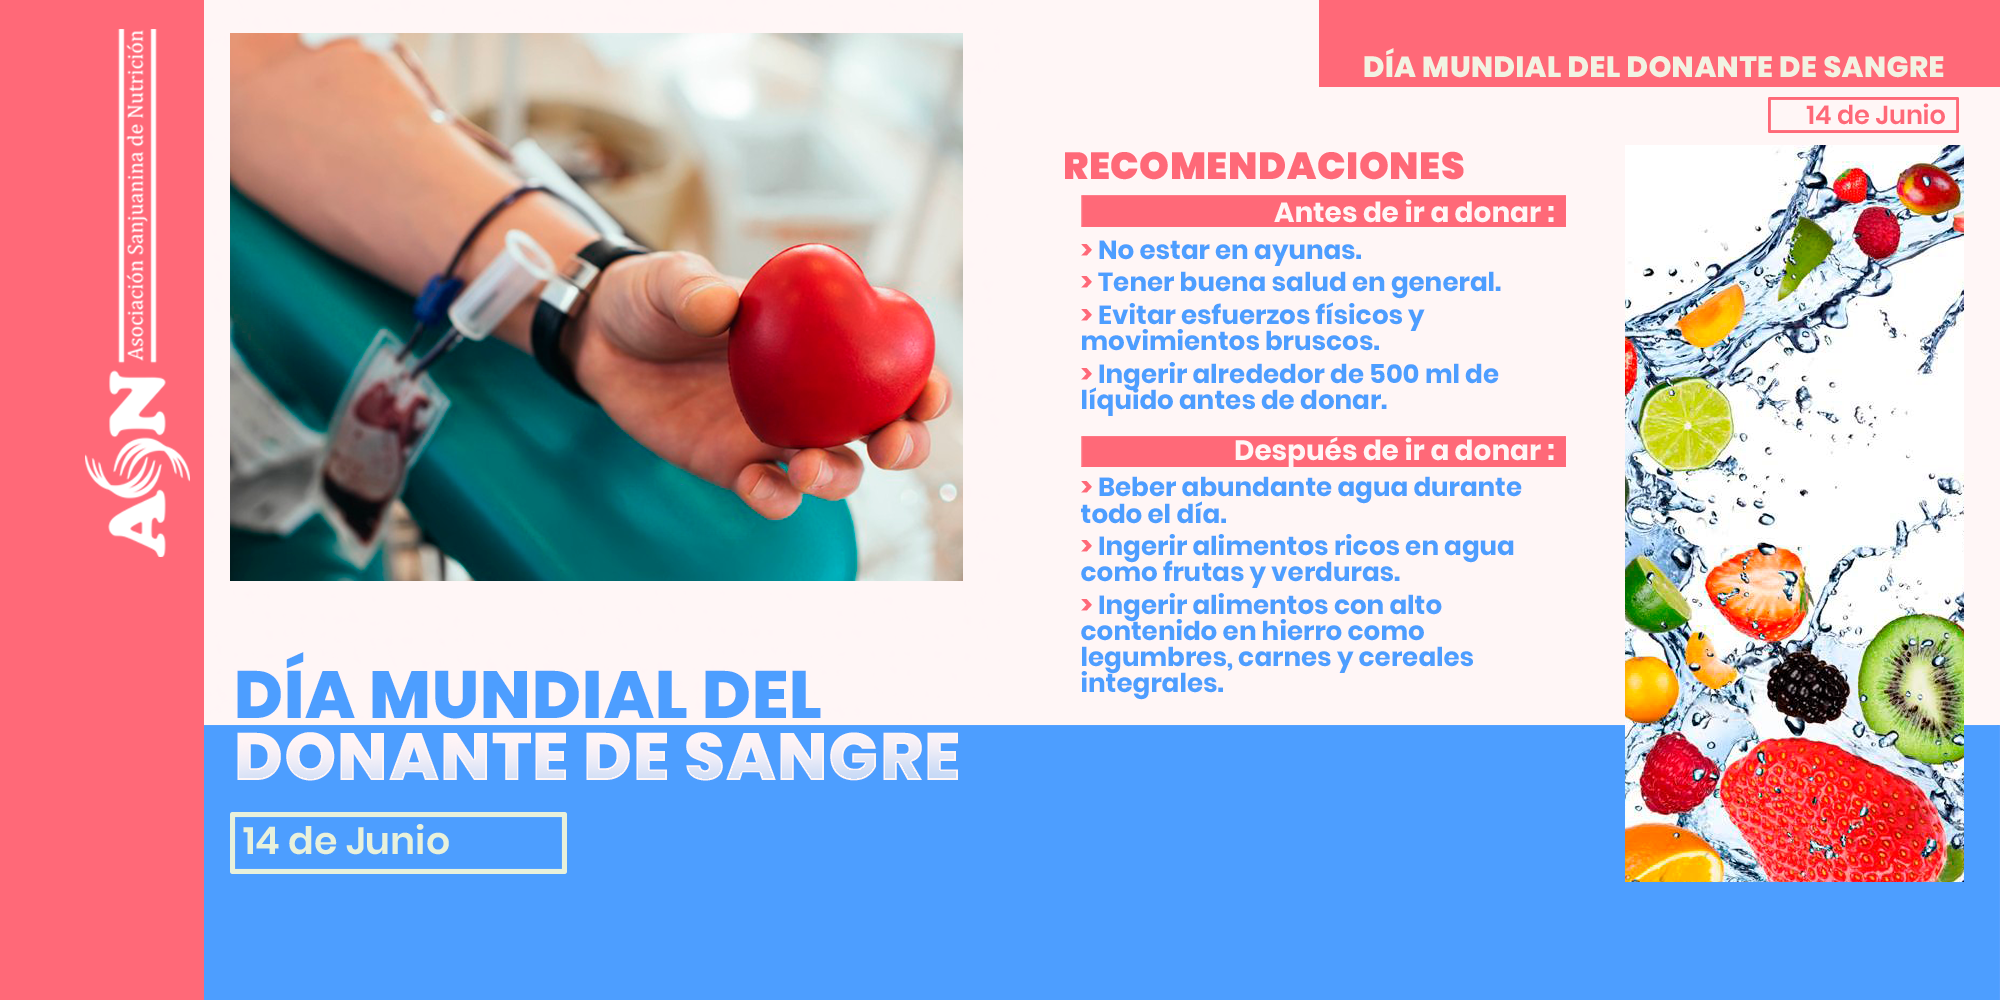 Asociación Sanjuanina de Nutrición
ASN
DÍA MUNDIAL DEL
DONANTE DE SANGRE
14 de Junio
DÍA MUNDIAL DEL DONANTE DE SANGRE
14 de Junio
RECOMENDACIONES
Antes de ir a donar :
> No estar en ayunas.
> Tener buena salud en general.
> Evitar esfuerzos físicos y
movimientos bruscos.
> Ingerir alrededor de 500 ml de
líquido antes de donar.
Después de ir a donar :
> Beber abundante agua durante
todo el día.
> Ingerir alimentos ricos en agua
como frutas y verduras.
> Ingerir alimentos con alto
contenido en hierro como
legumbres, carnes y cereales
integrales.